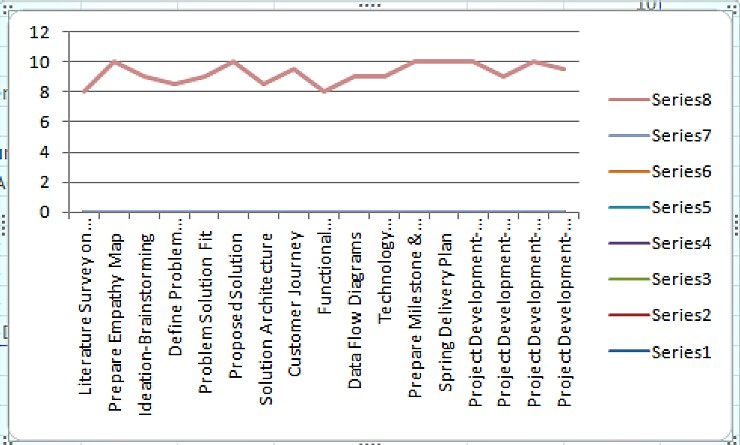 12
10
8
6
4
2
0
Literature Survey on...
Prepare Empathy Map
Ideation-Brainstorming
Define Problem...
Problem Solution Fit
Proposed Solution
Solution Architecture
Customer Journey
Functional...
Data Flow Diagrams
Technology...
Prepare Milestone &...
Spring Delivery Plan
Project Development-...
Project Development-...
Project Development-...
Project Development-...
Series8
Series7
Series6
Series5
Series4
Series3
Series2
Series1